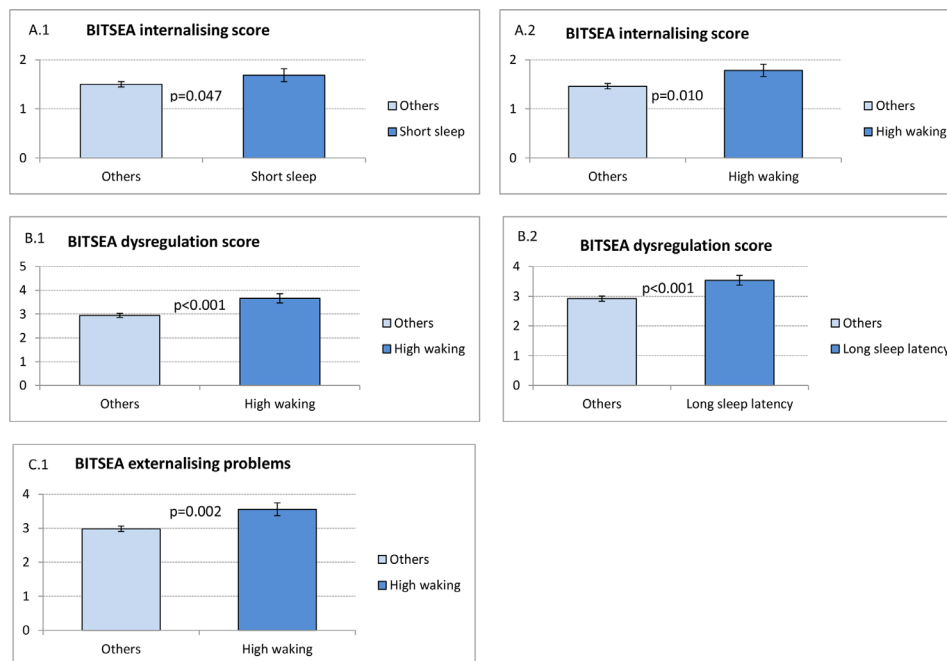 A.1 BITSEA internalising score
2
1
0
p=0.047
Others
Short sleep
Others
Short sleep
A.2 BITSEA internalising score
2
1
0
p=0.010
Others
High waking
Others
High waking
B.1 BITSEA dysregulation score
5
4
3
2
1
0
p<0.001
Others
High waking
Others
High waking
B.2 BITSEA dysregulation score
4
3
2
1
0
p<0.001
Others
Long sleep latency
Others
Long sleep latency
C.1 BITSEA externalising problems
4
3
2
1
0
p=0.002
Others
High waking
Others
High waking